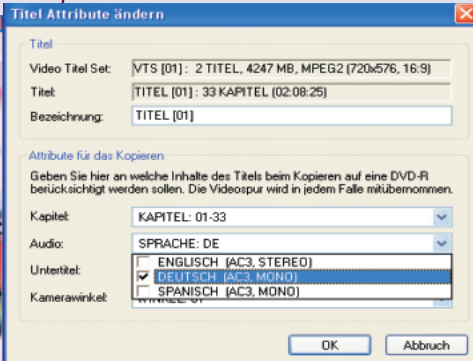 Titel Attribute ändern
Titel
Video Titel Set: VTS [01] : 2 TITEL, 4247 MB, MPEG2 (720x576, 16:9)
Titel: TITEL [01] : 33 KAPITEL (02:08:25)
Bezeichnung: TITEL [01]
Attribute für das Kopieren
Geben Sie hier an welche Inhalte des Titels beim Kopieren auf eine DVD-R
berücksichtigt werden sollen. Die Videospur wird in jedem Falle mitübernommen.
Kapitel: KAPITEL: 01-33
Audio: SPRACHE: DE
ENGLISCH (AC3, STEREO)
Untertitel: DEUTSCH (AC3, MONO)
SPANISCH (AC3, MONO)
Kamerawinkel:
OK Abbruch